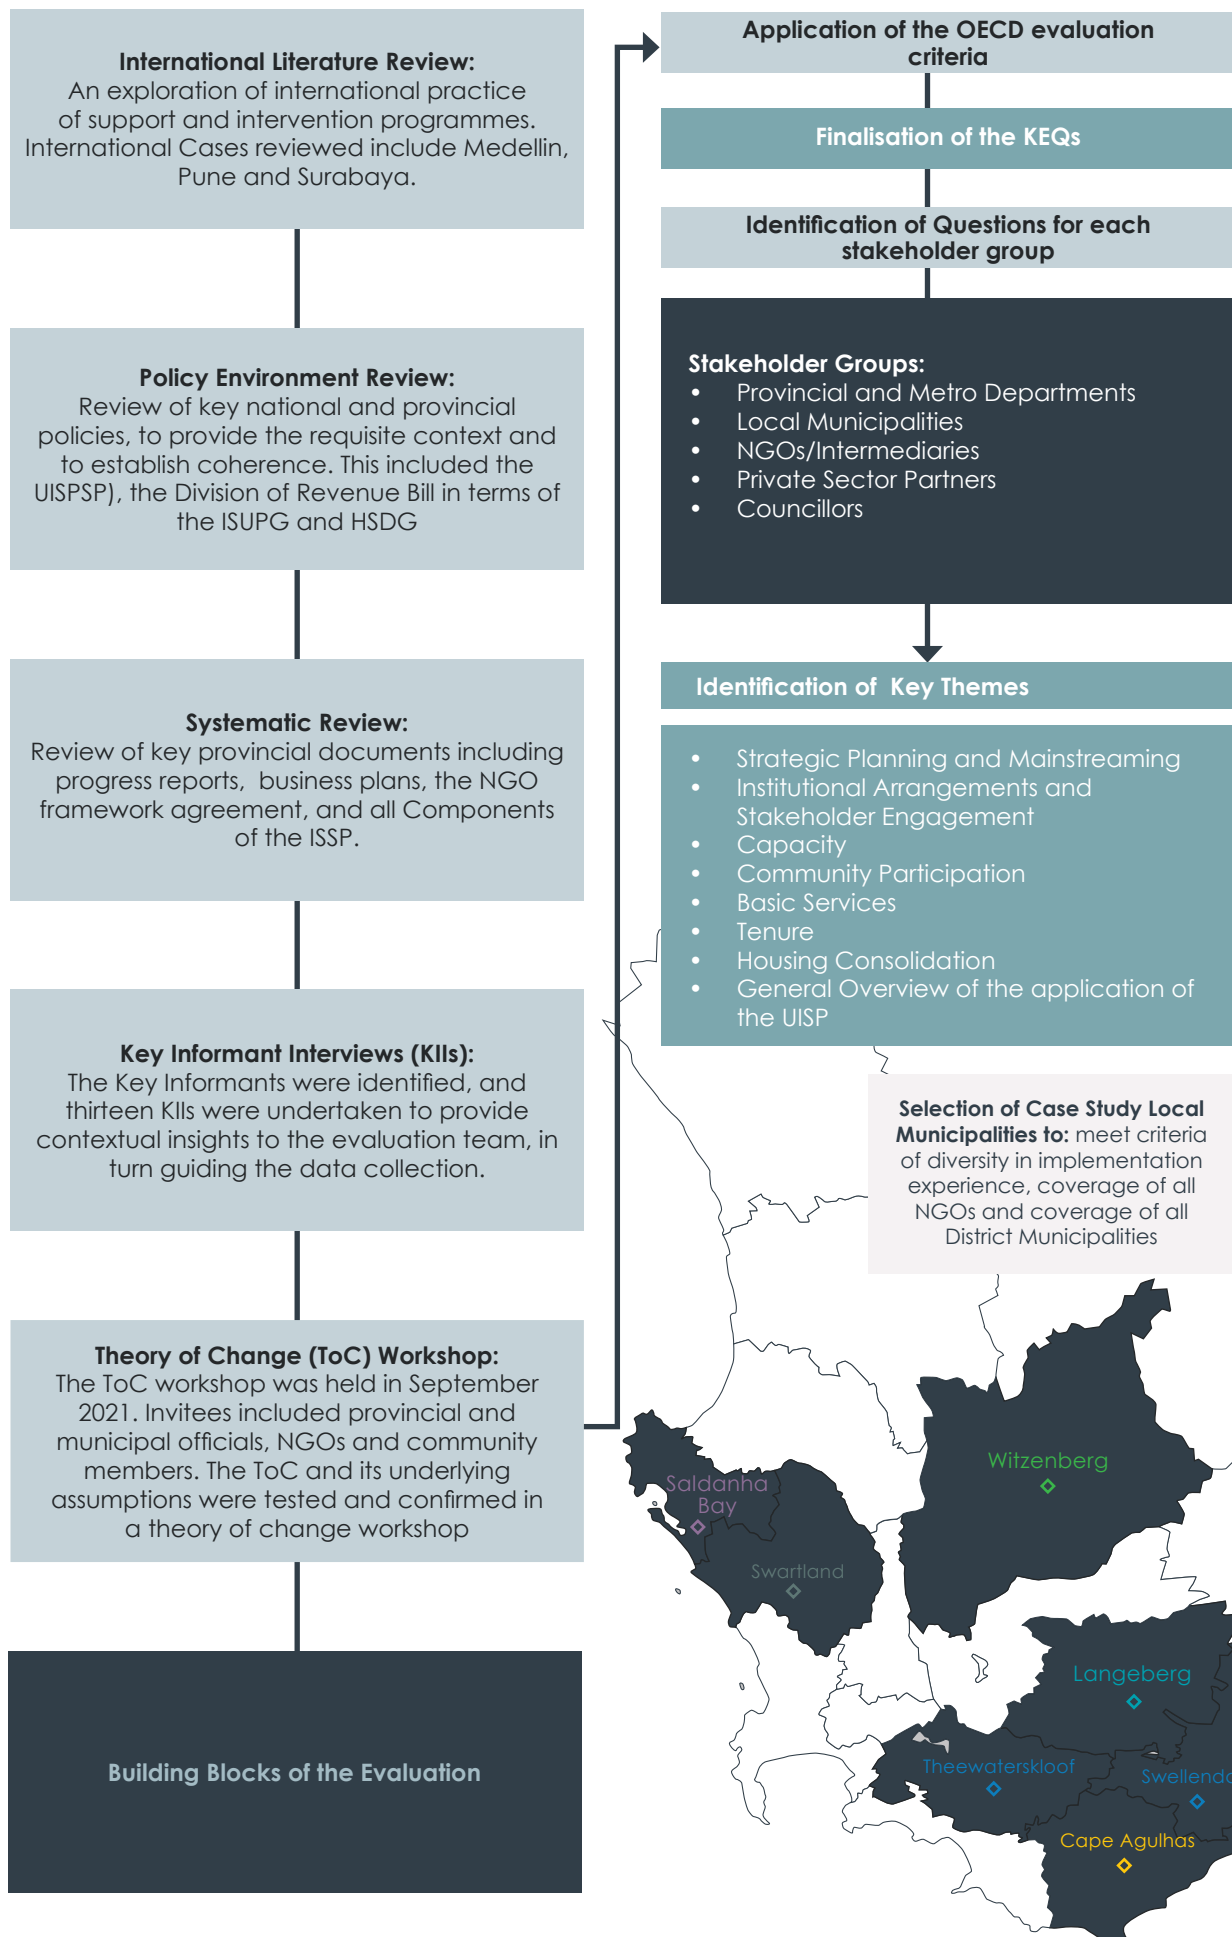 International Literature Review:
An exploration of international practice
of support and intervention programmes.
International Cases reviewed include Medellin,
Pune and Surabaya.
Policy Environment Review:
Review of key national and provincial
policies, to provide the requisite context and
to establish coherence. This included the
UISPSP), the Division of Revenue Bill in terms of
the ISUPG and HSDG
Systematic Review:
Review of key provincial documents including
progress reports, business plans, the NGO
framework agreement, and all Components
of the ISSP.
Key Informant Interviews (KIIs):
The Key Informants were identified, and
thirteen KIIs were undertaken to provide
contextual insights to the evaluation team, in
turn guiding the data collection.
Theory of Change (ToC) Workshop:
The ToC workshop was held in September
2021. Invitees included provincial and
municipal officials, NGOs and community
members. The ToC and its underlying
assumptions were tested and confirmed in
a theory of change workshop
Building Blocks of the Evaluation
Application of the OECD evaluation
criteria
Finalisation of the KEQs
Identification of Questions for each
stakeholder group
Stakeholder Groups:
• Provincial and Metro Departments
• Local Municipalities
• NGOs/Intermediaries
• Private Sector Partners
• Councillors
Identification of Key Themes
• Strategic Planning and Mainstreaming
• Institutional Arrangements and
Stakeholder Engagement
• Capacity
• Community Participation
• Basic Services
• Tenure
• Housing Consolidation
• General Overview of the application of
the UISP
Selection of Case Study Local
Municipalities to: meet criteria
of diversity in implementation
experience, coverage of all
NGOs and coverage of all
District Municipalities
Witzenberg
Saldanha
Bay
Swartland
Langeberg
Theewaterskloof
Swellenda
Cape Agulhas